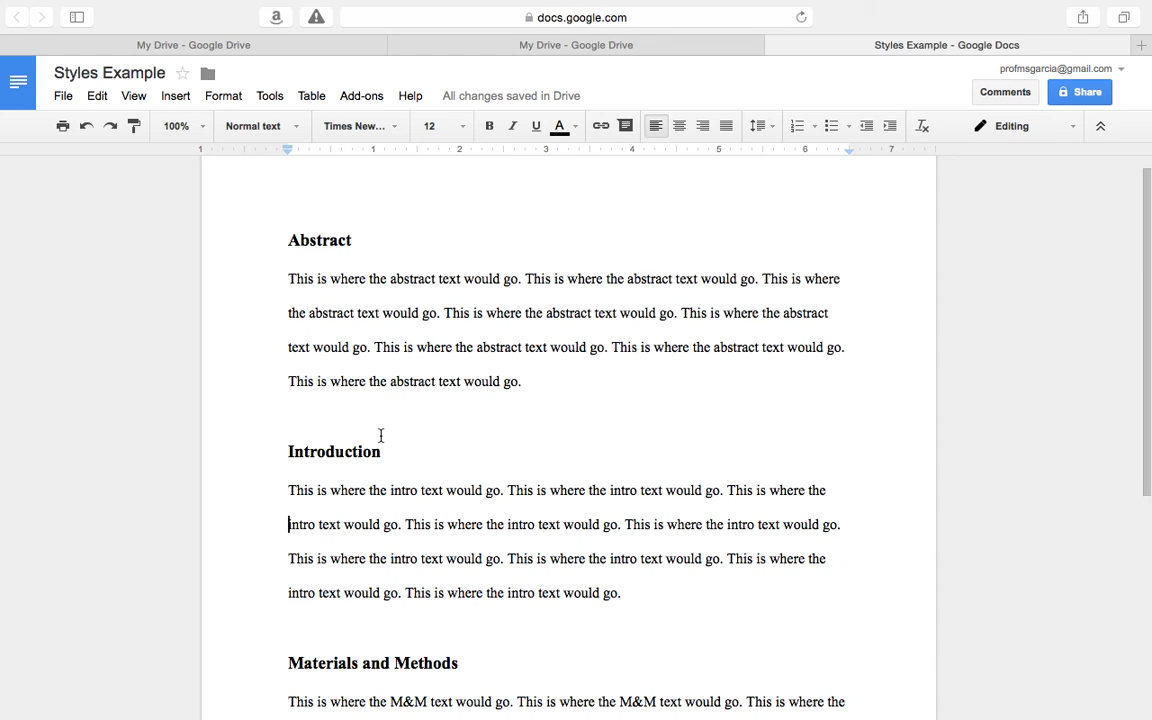 docs.google.com
My Drive - Google Drive
My Drive - Google Drive
Styles Example - Google Docs
Styles Example
profmsgarcia@gmail.com
File Edit View Insert Format Tools Table Add-ons Help All changes saved in Drive
Comments
Share
100% Normal text Times New... 12 B I U A Editing
1 1 2 3 4 5 6 7
Abstract
This is where the abstract text would go. This is where the abstract text would go. This is where
the abstract text would go. This is where the abstract text would go. This is where the abstract
text would go. This is where the abstract text would go. This is where the abstract text would go.
This is where the abstract text would go.
Introduction
This is where the intro text would go. This is where the intro text would go. This is where the
intro text would go. This is where the intro text would go. This is where the intro text would go.
This is where the intro text would go. This is where the intro text would go. This is where the
intro text would go. This is where the intro text would go.
Materials and Methods
This is where the M&M text would go. This is where the M&M text would go. This is where the